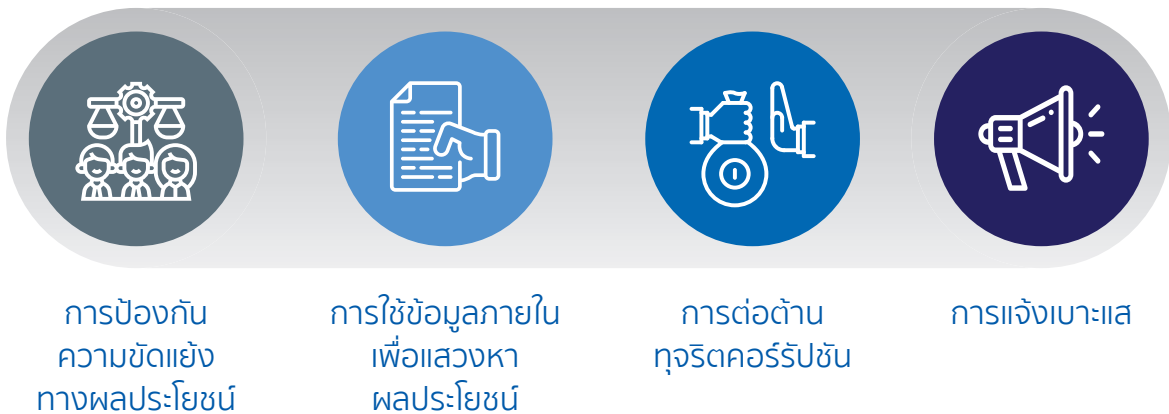 การป้องกัน
ความขัดแย้ง
ทางผลประโยชน์
การใช้ข้อมูลภายใน
เพื่อแสวงหา
ผลประโยชน์
การต่อต้าน
ทุจริตคอร์รัปชัน
การแจ้งเบาะแส